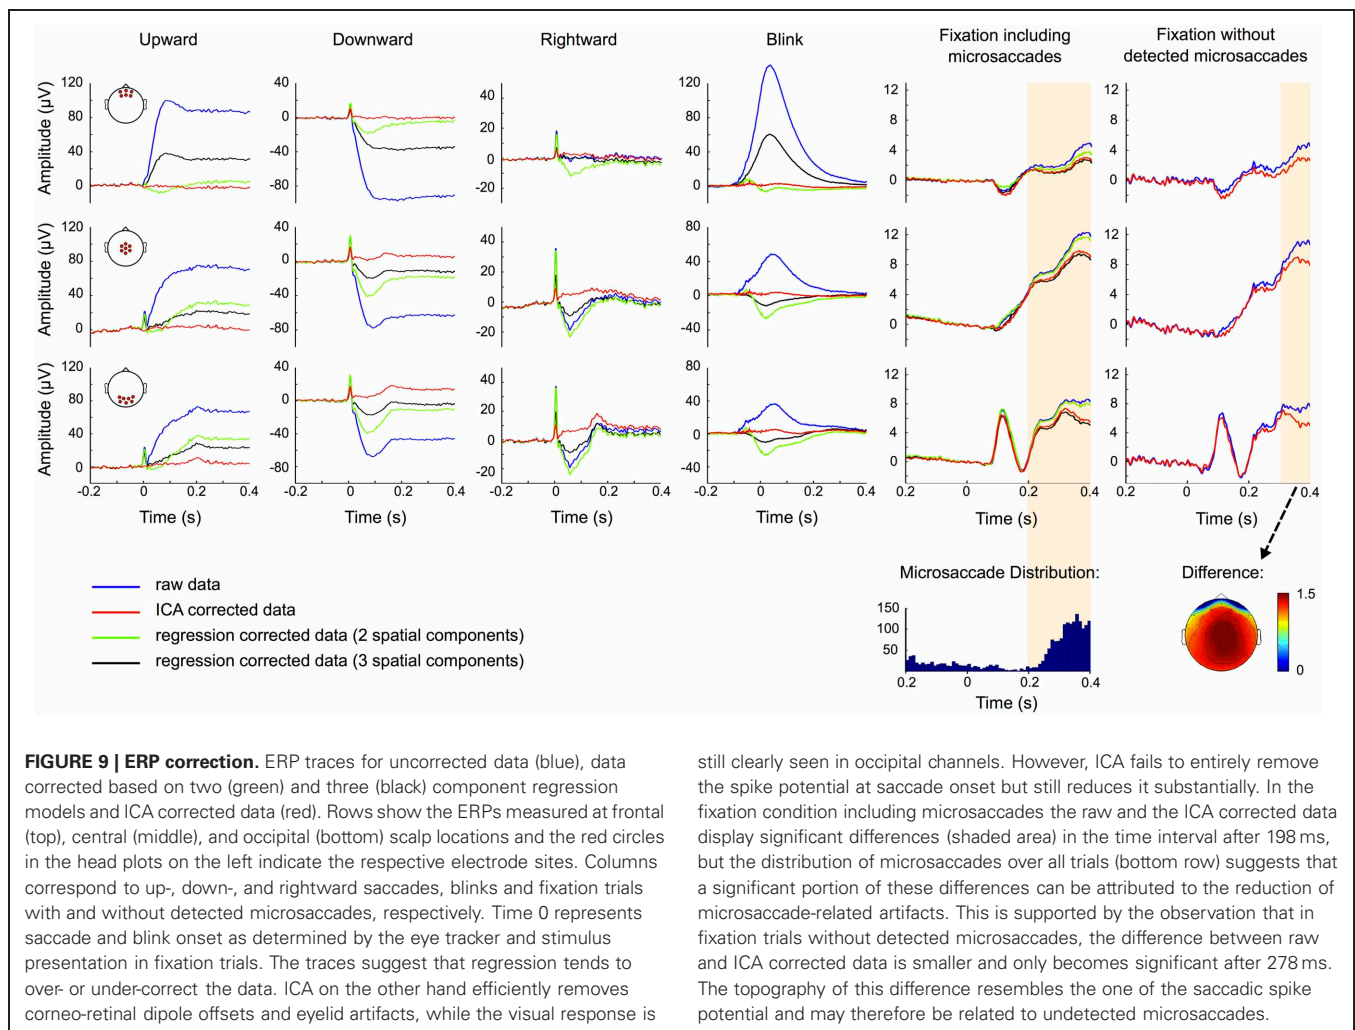 Upward
Downward
Rightward
Blink
Fixation including
microsaccades
Fixation without
detected microsaccades
Amplitude (µV)
120
80
40
0
40
0
-40
-80
40
20
0
-20
120
80
40
0
12
8
4
0
12
8
4
0
Amplitude (µV)
120
80
40
0
40
0
-40
-80
40
20
0
-20
80
40
0
-40
12
8
4
0
12
8
4
0
Amplitude (µV)
120
80
40
0
40
0
-40
-80
40
20
0
-20
80
40
0
-40
12
8
4
0
12
8
4
0
-0.2 0 0.2 0.4
-0.2 0 0.2 0.4
-0.2 0 0.2 0.4
-0.2 0 0.2 0.4
0.2 0 0.2 0.4
0.2 0 0.2 0.4
Time (s)
Time (s)
Time (s)
Time (s)
Time (s)
Time (s)
raw data
ICA corrected data
regression corrected data (2 spatial components)
regression corrected data (3 spatial components)
Microsaccade Distribution:
150
100
50
0.2 0 0.2 0.4
Time (s)
Difference:
1.5
0
FIGURE 9 | ERP correction. ERP traces for uncorrected data (blue), data
corrected based on two (green) and three (black) component regression
models and ICA corrected data (red). Rows show the ERPs measured at frontal
(top), central (middle), and occipital (bottom) scalp locations and the red circles
in the head plots on the left indicate the respective electrode sites. Columns
correspond to up-, down-, and rightward saccades, blinks and fixation trials
with and without detected microsaccades, respectively. Time 0 represents
saccade and blink onset as determined by the eye tracker and stimulus
presentation in fixation trials. The traces suggest that regression tends to
over- or under-correct the data. ICA on the other hand efficiently removes
corneo-retinal dipole offsets and eyelid artifacts, while the visual response is
still clearly seen in occipital channels. However, ICA fails to entirely remove
the spike potential at saccade onset but still reduces it substantially. In the
fixation condition including microsaccades the raw and the ICA corrected data
display significant differences (shaded area) in the time interval after 198 ms,
but the distribution of microsaccades over all trials (bottom row) suggests that
a significant portion of these differences can be attributed to the reduction of
microsaccade-related artifacts. This is supported by the observation that in
fixation trials without detected microsaccades, the difference between raw
and ICA corrected data is smaller and only becomes significant after 278 ms.
The topography of this difference resembles the one of the saccadic spike
potential and may therefore be related to undetected microsaccades.